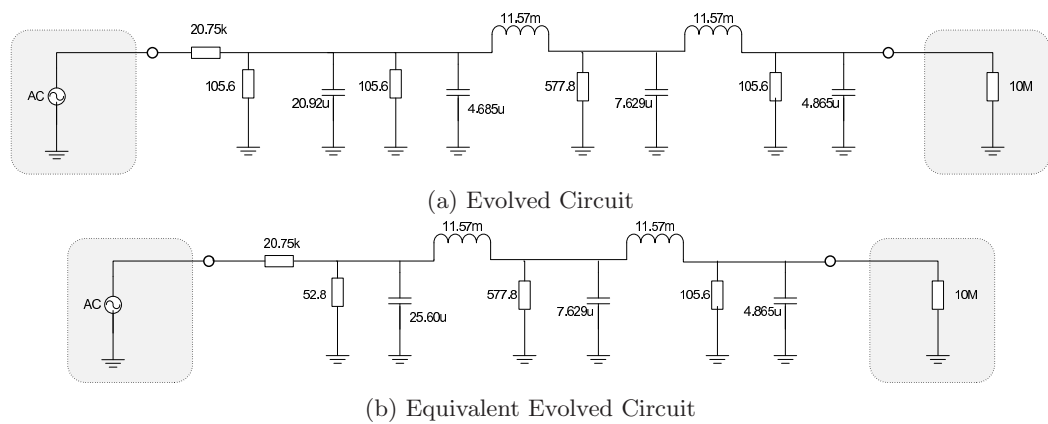 11.57m 11.57m
20.75k
AC 105.6 20.92u 105.6 4.685u 577.8 7.629u 105.6 4.865u 10M
(a) Evolved Circuit
11.57m 11.57m
20.75k
AC 52.8 25.60u 577.8 7.629u 105.6 4.865u 10M
(b) Equivalent Evolved Circuit